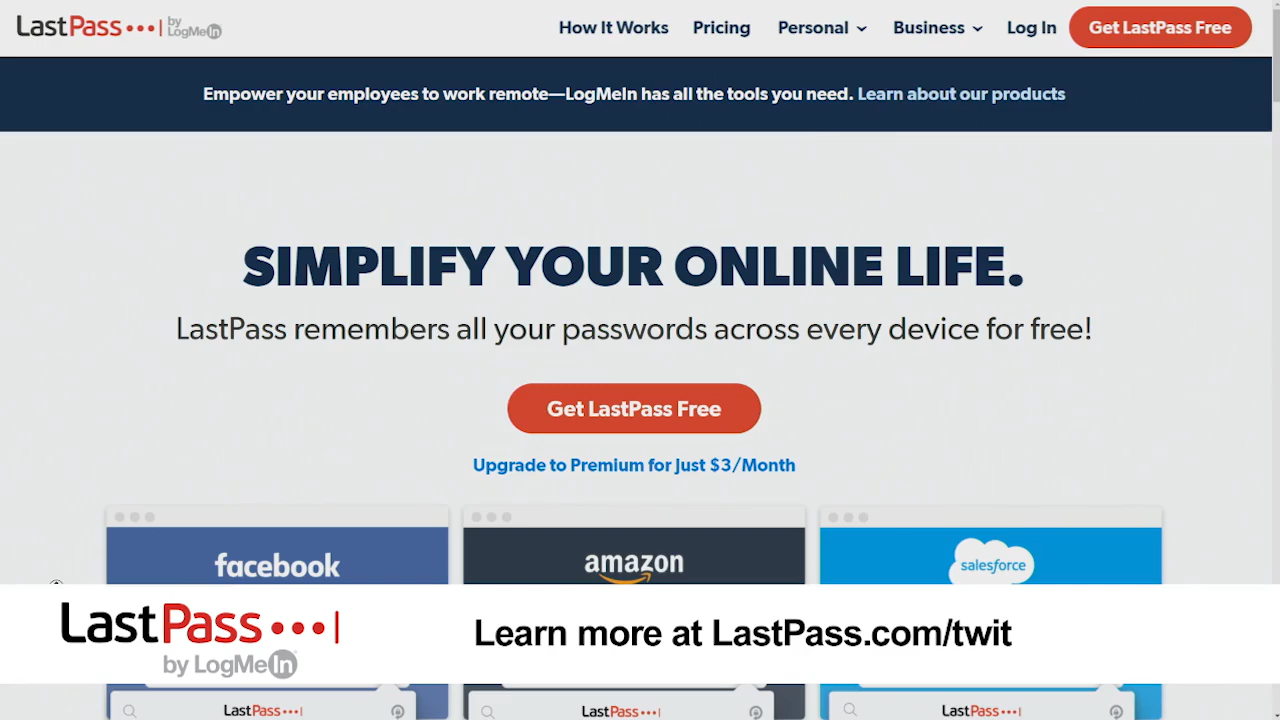 LastPass by LogMeIn
How It Works Pricing Personal Business Log In Get LastPass Free
Empower your employees to work remote—LogMeIn has all the tools you need. Learn about our products
SIMPLIFY YOUR ONLINE LIFE.
LastPass remembers all your passwords across every device for free!
Get LastPass Free
Upgrade to Premium for Just $3/Month
facebook amazon salesforce
LastPass by LogMeIn
Learn more at LastPass.com/twit
LastPass LastPass LastPass